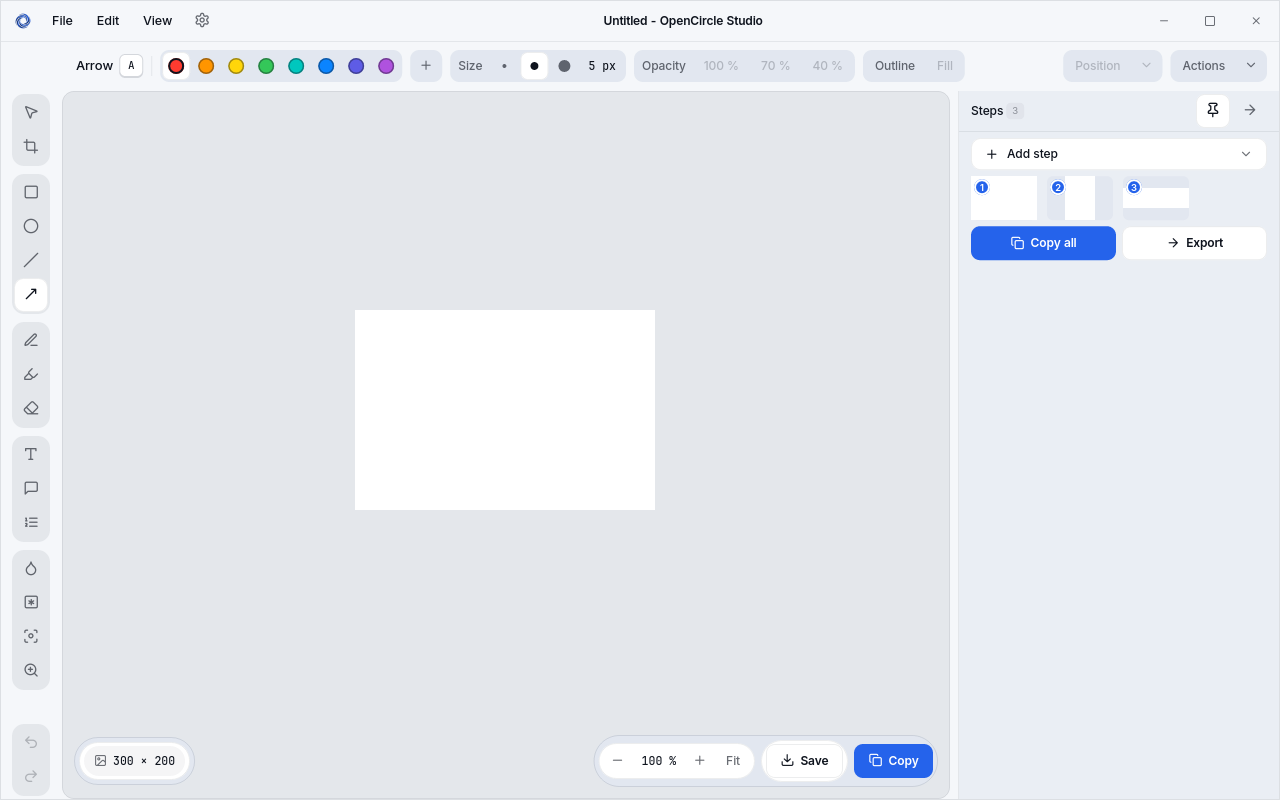 File Edit View Untitled - OpenCircle Studio
Arrow A Size 5 px Opacity 100 % 70 % 40 % Outline Fill Position Actions
Steps 3
Add step
1 2 3
Copy all Export
300 × 200 100 % Fit Save Copy